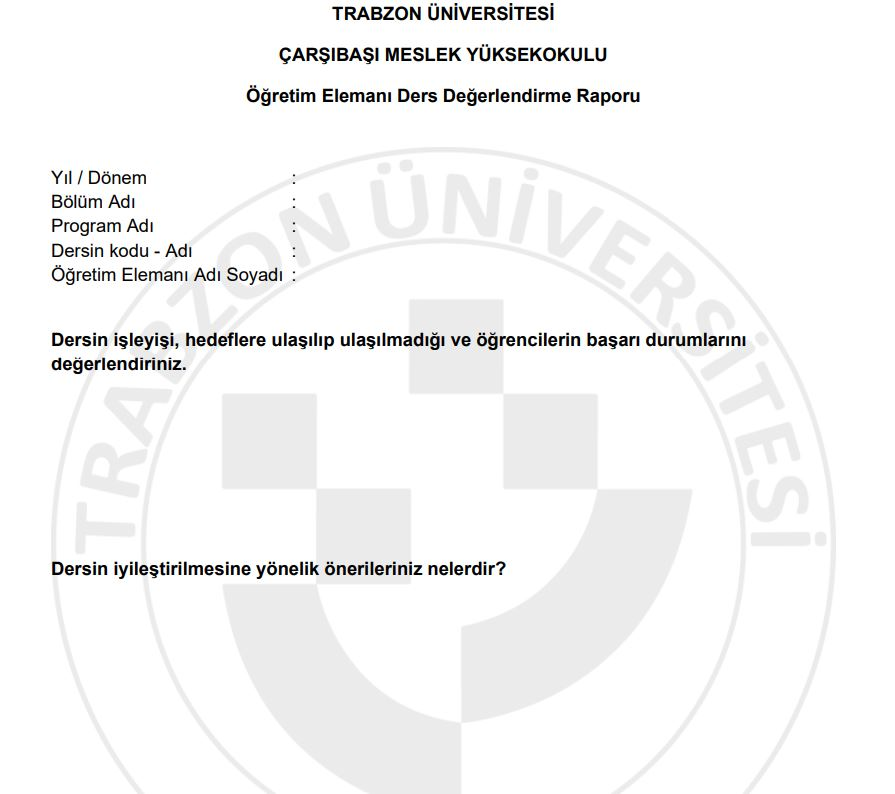 TRABZON ÜNİVERSİTESİ
ÇARŞIBAŞI MESLEK YÜKSEKOKULU
Öğretim Elemanı Ders Değerlendirme Raporu
TRABZON ÜNİVERSİTESİ
Yıl / Dönem :
Bölüm Adı :
Program Adı :
Dersin kodu - Adı :
Öğretim Elemanı Adı Soyadı :
Dersin işleyişi, hedeflere ulaşılıp ulaşılmadığı ve öğrencilerin başarı durumlarını
değerlendiriniz.
Dersin iyileştirilmesine yönelik önerileriniz nelerdir?